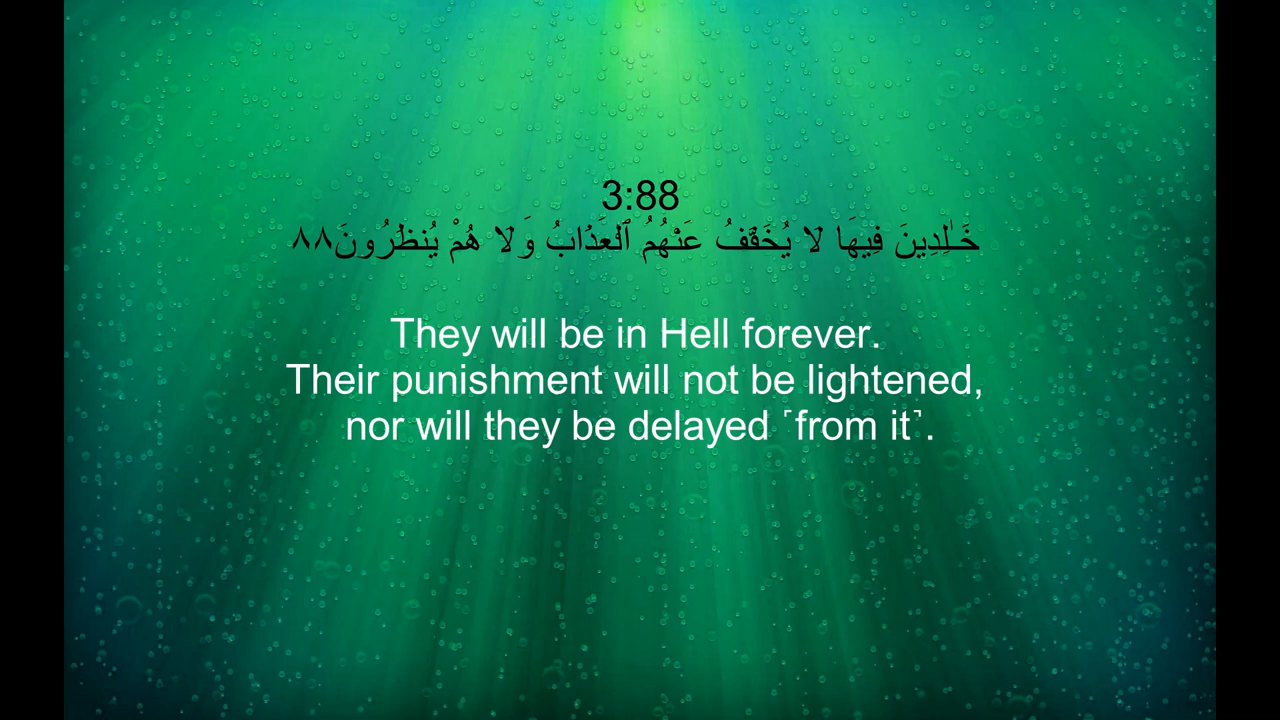 3:88
خَـٰلِدِينَ فِيهَا لَا يُخَفَّفُ عَنْهُمُ ٱلْعَذَابُ وَلَا هُمْ يُنظَرُونَ٨٨
They will be in Hell forever.
Their punishment will not be lightened,
nor will they be delayed ˹from it˺.